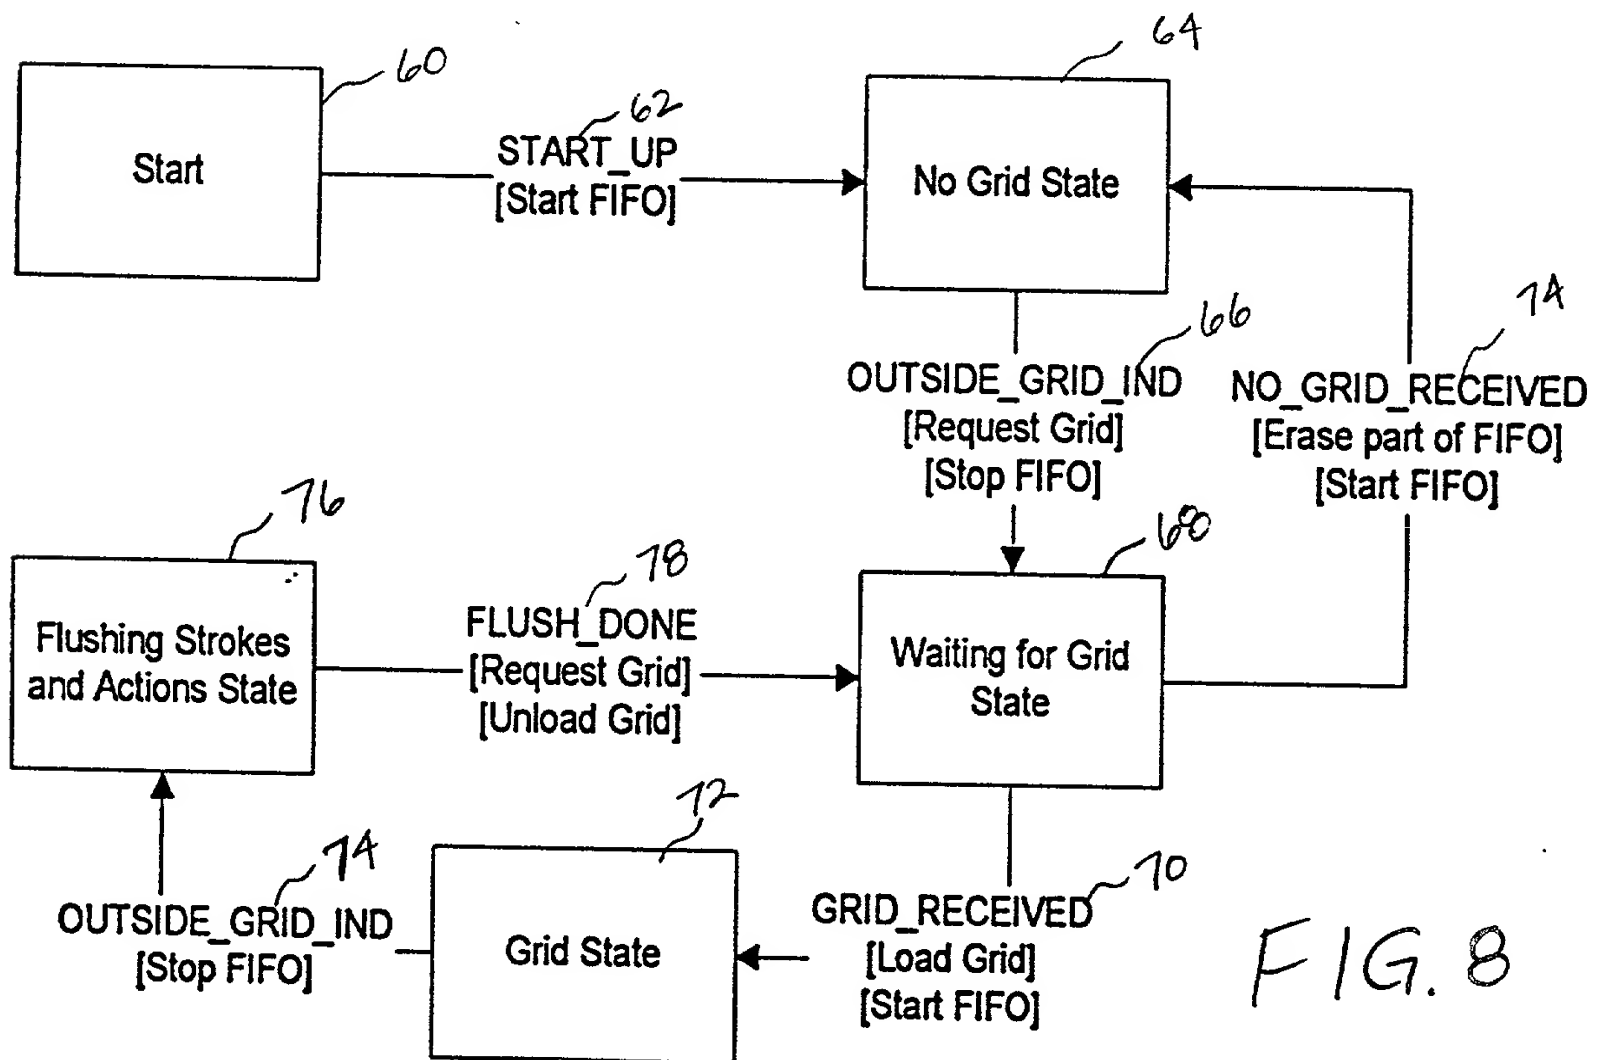 60
Start
62
START_UP
[Start FIFO]
64
No Grid State
66
OUTSIDE_GRID_IND
[Request Grid]
[Stop FIFO]
74
NO_GRID_RECEIVED
[Erase part of FIFO]
[Start FIFO]
76
Flushing Strokes
and Actions State
78
FLUSH_DONE
[Request Grid]
[Unload Grid]
68
Waiting for Grid
State
74
OUTSIDE_GRID_IND
[Stop FIFO]
72
Grid State
70
GRID_RECEIVED
[Load Grid]
[Start FIFO]
FIG. 8